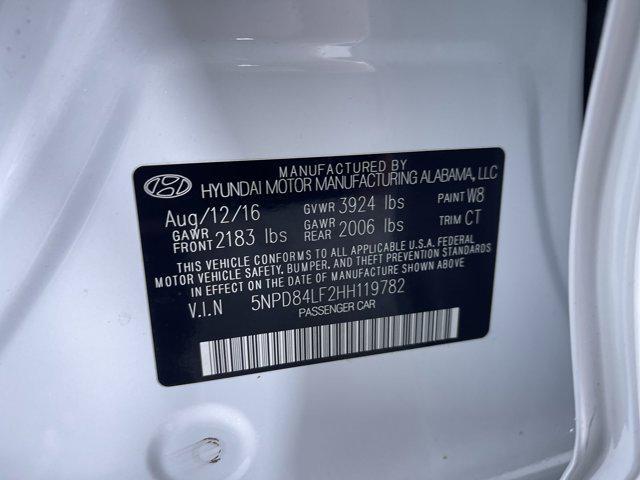 MANUFACTURED BY
HYUNDAI MOTOR MANUFACTURING ALABAMA, LLC
Aug/12/16 GVWR 3924 lbs PAINT W8
GAWR FRONT 2183 lbs GAWR REAR 2006 lbs TRIM CT
THIS VEHICLE CONFORMS TO ALL APPLICABLE U.S.A. FEDERAL
MOTOR VEHICLE SAFETY, BUMPER, AND THEFT PREVENTION STANDARDS
IN EFFECT ON THE DATE OF MANUFACTURE SHOWN ABOVE.
V.I.N 5NPD84LF2HH119782
PASSENGER CAR